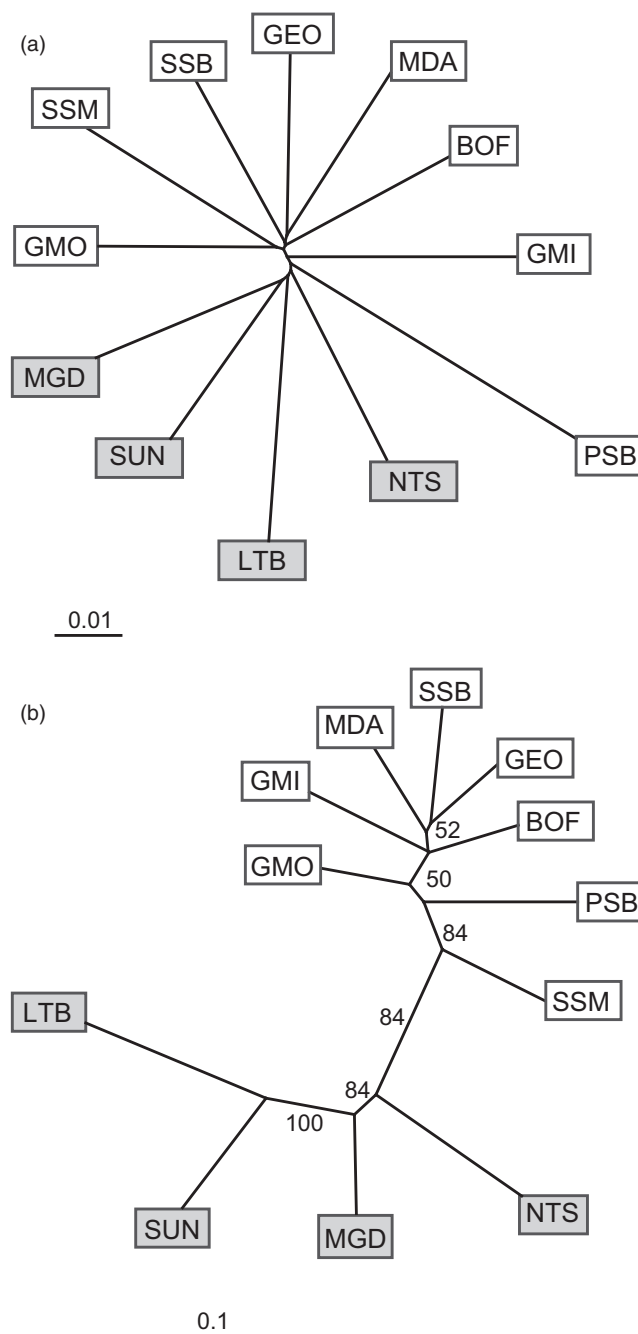 (a)
GEO
SSB
MDA
SSM
BOF
GMO
GMI
MGD
SUN
PSB
NTS
LTB
0.01
(b)
SSB
MDA
GEO
GMI
BOF
52
GMO
50
PSB
84
SSM
LTB
84
84
100
NTS
SUN
MGD
0.1